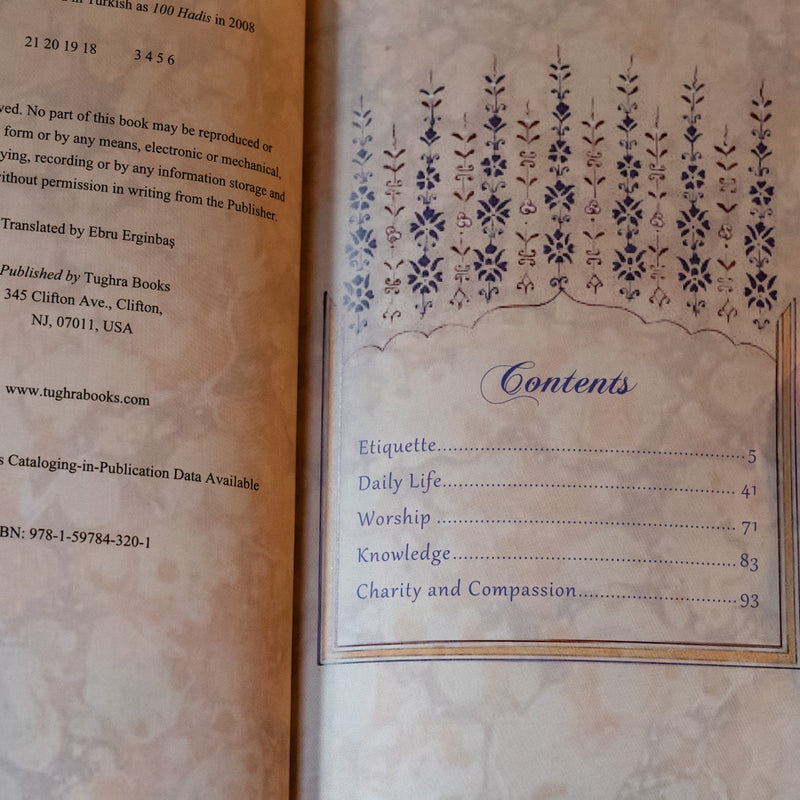 in Turkish as 100 Hadis in 2008
21 20 19 18 3 4 5 6
No part of this book may be reproduced or
form or by any means, electronic or mechanical,
recording or by any information storage and
without permission in writing from the Publisher.
Translated by Ebru Erginbaş
Published by Tughra Books
345 Clifton Ave., Clifton,
NJ, 07011, USA
www.tughrabooks.com
Cataloging-in-Publication Data Available
978-1-59784-320-1
Contents
Etiquette..........5
Daily Life..........41
Worship..........71
Knowledge..........83
Charity and Compassion..........93